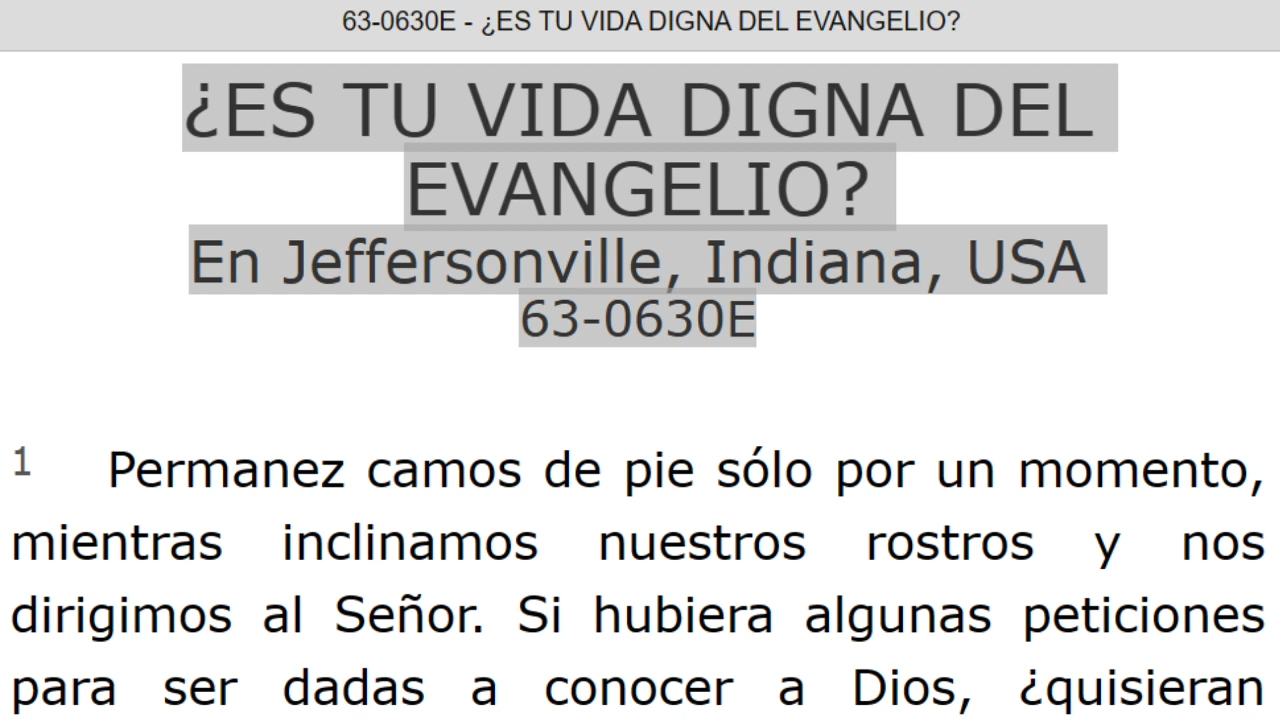 63-0630E - ¿ES TU VIDA DIGNA DEL EVANGELIO?
¿ES TU VIDA DIGNA DEL
EVANGELIO?
En Jeffersonville, Indiana, USA
63-0630E
1 Permanez camos de pie sólo por un momento,
mientras inclinamos nuestros rostros y nos
dirigimos al Señor. Si hubiera algunas peticiones
para ser dadas a conocer a Dios, ¿quisieran